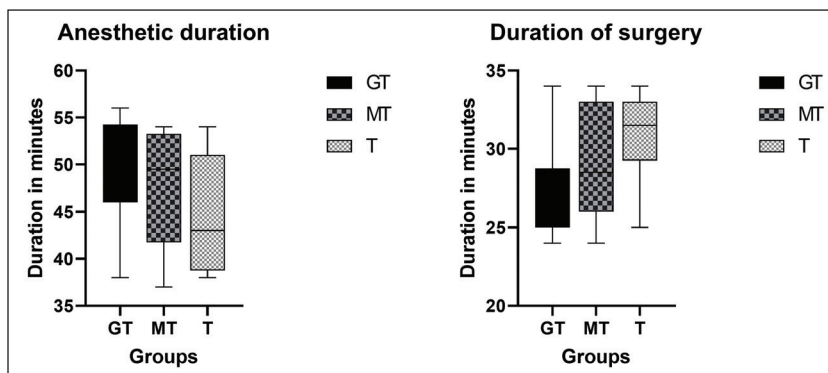 Anesthetic duration
60
55
50
45
40
35
Duration in minutes
GT
MT
T
Groups
GT
MT
T
Duration of surgery
35
30
25
20
Duration in minutes
GT
MT
T
Groups
GT
MT
T